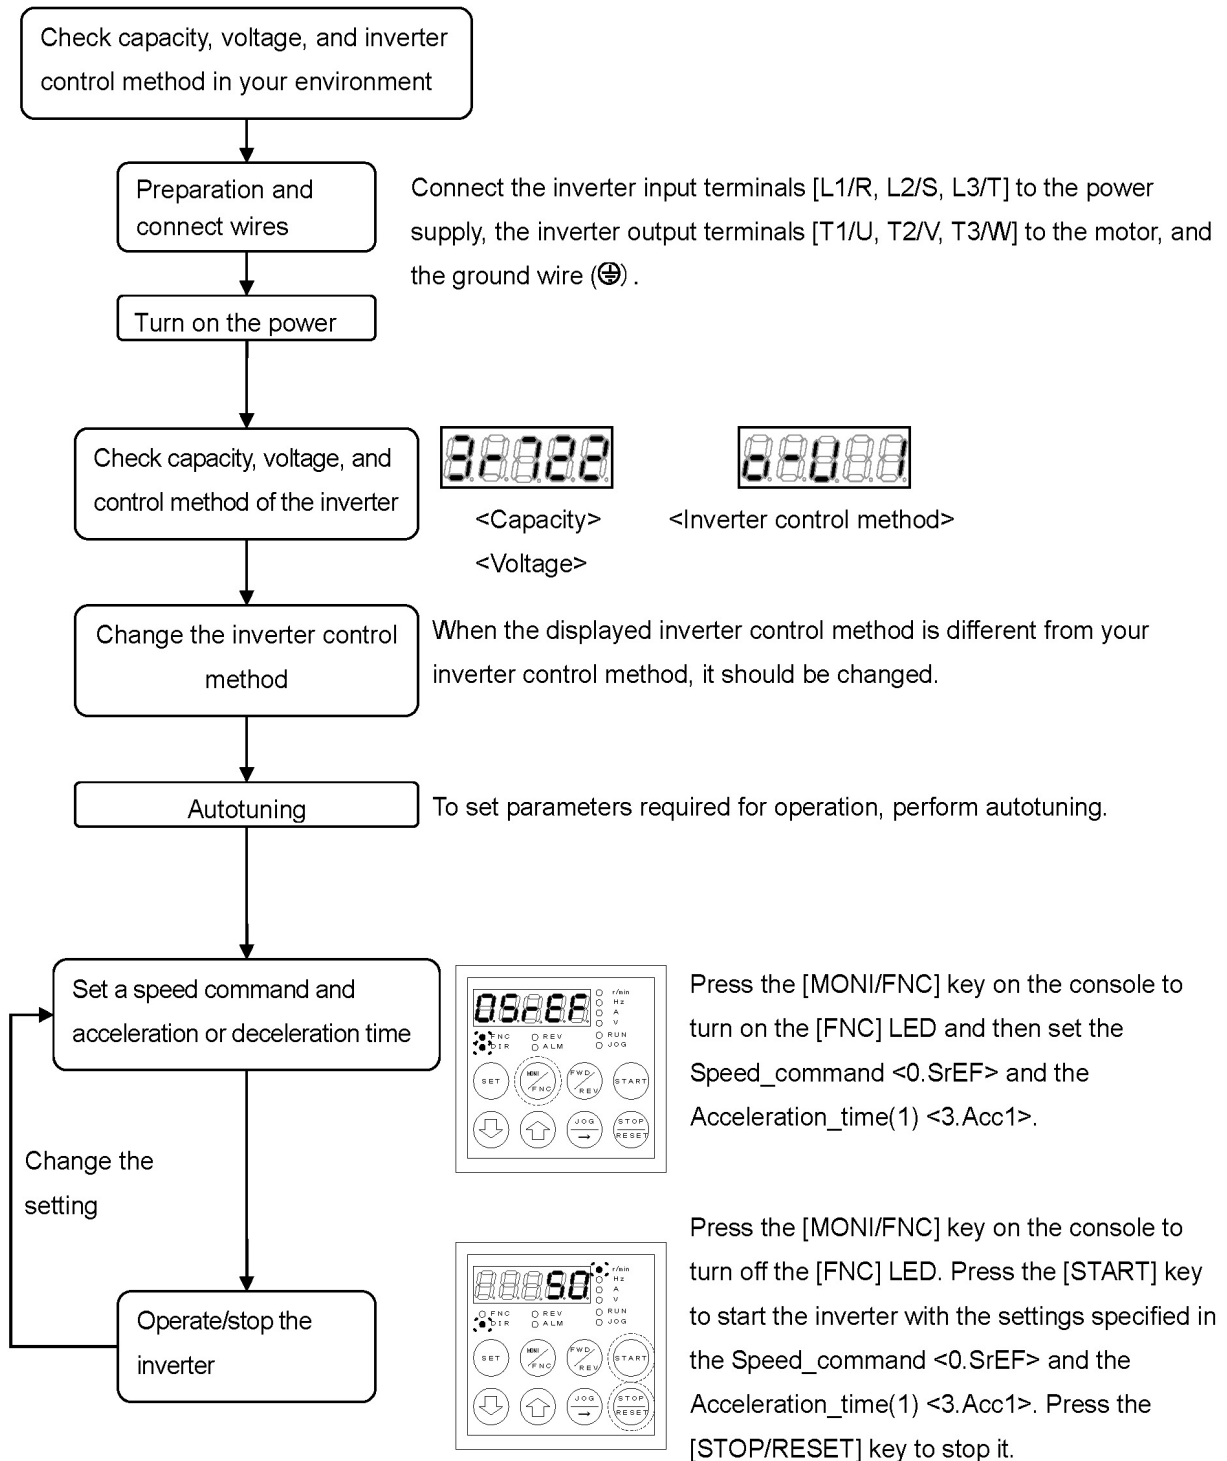 Check capacity, voltage, and inverter
control method in your environment
Preparation and
connect wires
Connect the inverter input terminals [L1/R, L2/S, L3/T] to the power
supply, the inverter output terminals [T1/U, T2/V, T3/W] to the motor, and
the ground wire (⏚) .
Turn on the power
Check capacity, voltage, and
control method of the inverter
3r722
<Capacity>
<Voltage>
<Inverter control method>
Change the inverter control
method
When the displayed inverter control method is different from your
inverter control method, it should be changed.
Autotuning
To set parameters required for operation, perform autotuning.
Set a speed command and
acceleration or deceleration time
0.SrEF
r/min
Hz
A
V
FNC REV RUN
DIR ALM JOG
SET MONI/FNC FWD/REV START
JOG → STOP/RESET
Press the [MONI/FNC] key on the console to
turn on the [FNC] LED and then set the
Speed_command <0.SrEF> and the
Acceleration_time(1) <3.Acc1>.
Change the
setting
Operate/stop the
inverter
50
r/min
Hz
A
V
FNC REV RUN
DIR ALM JOG
SET MONI/FNC FWD/REV START
JOG → STOP/RESET
Press the [MONI/FNC] key on the console to
turn off the [FNC] LED. Press the [START] key
to start the inverter with the settings specified in
the Speed_command <0.SrEF> and the
Acceleration_time(1) <3.Acc1>. Press the
[STOP/RESET] key to stop it.